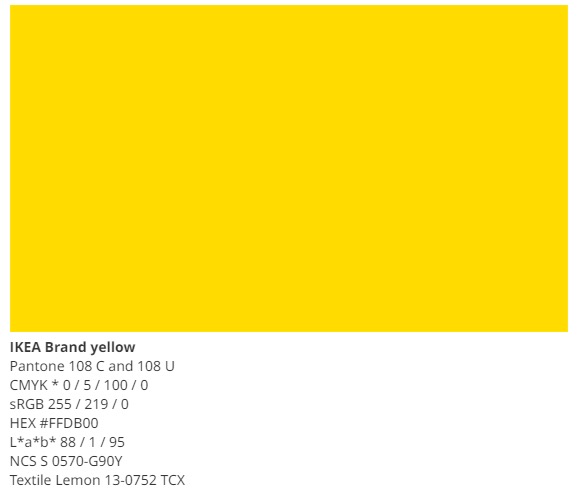 IKEA Brand yellow
Pantone 108 C and 108 U
CMYK * 0 / 5 / 100 / 0
sRGB 255 / 219 / 0
HEX #FFDB00
L*a*b* 88 / 1 / 95
NCS S 0570-G90Y
Textile Lemon 13-0752 TCX